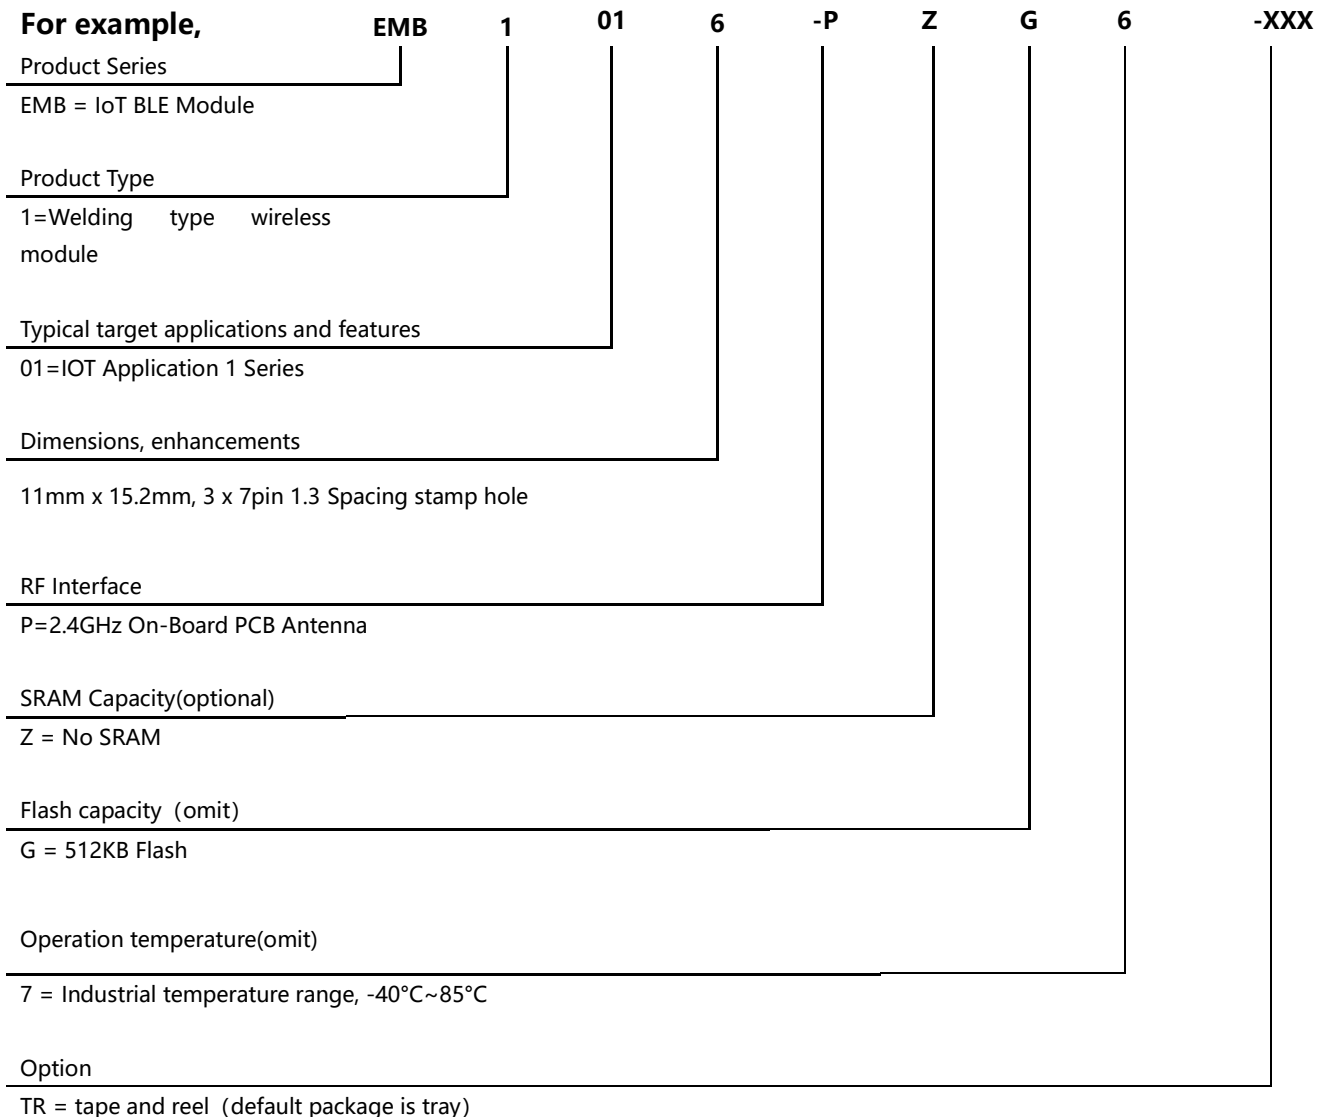 For example, EMB 1 01 6 -P Z G 6 -XXX
Product Series
EMB = IoT BLE Module
Product Type
1=Welding type wireless
module
Typical target applications and features
01=IOT Application 1 Series
Dimensions, enhancements
11mm x 15.2mm, 3 x 7pin 1.3 Spacing stamp hole
RF Interface
P=2.4GHz On-Board PCB Antenna
SRAM Capacity(optional)
Z = No SRAM
Flash capacity（omit）
G = 512KB Flash
Operation temperature(omit)
7 = Industrial temperature range, -40°C~85°C
Option
TR = tape and reel（default package is tray）